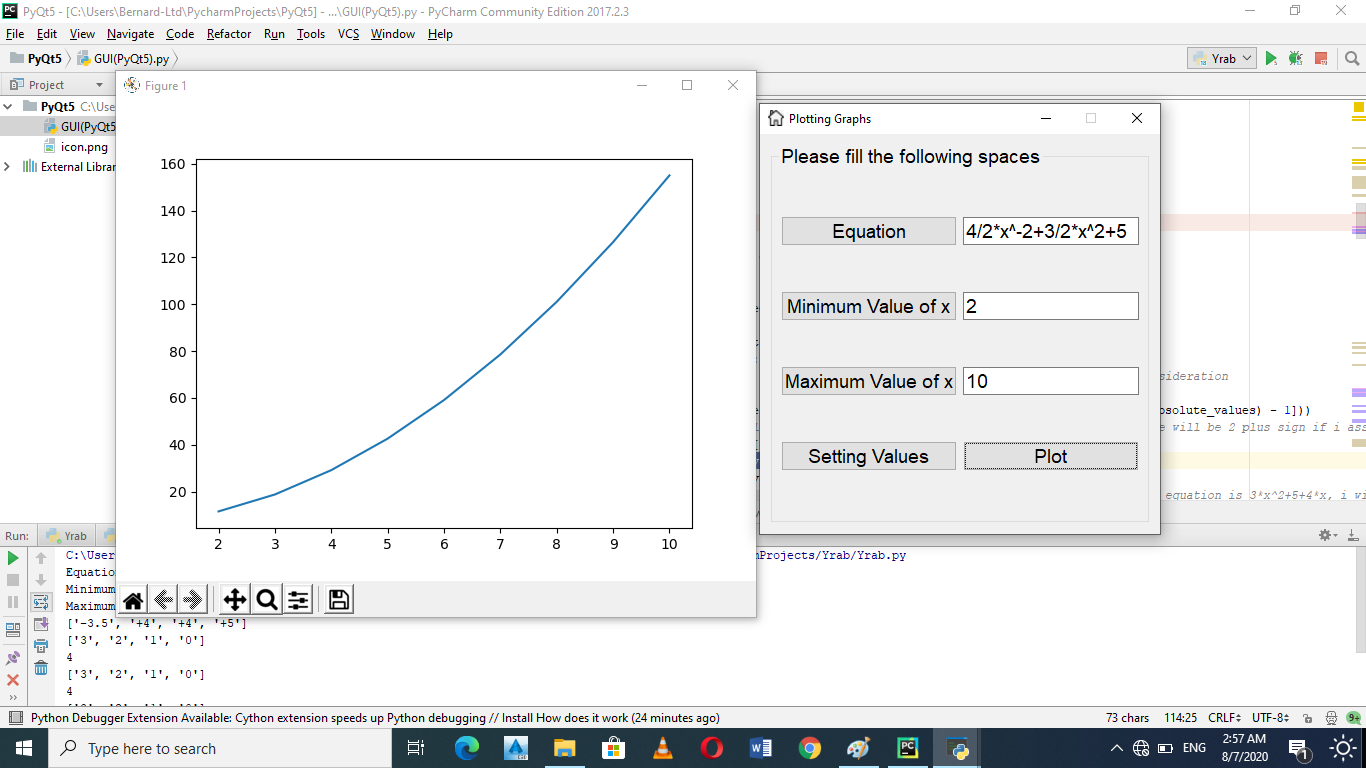 PyQt5 - [C:\Users\Bernard-Ltd\PycharmProjects\PyQt5] - ...\GUI(PyQt5).py - PyCharm Community Edition 2017.2.3
File Edit View Navigate Code Refactor Run Tools VCS Window Help
PyQt5 GUI(PyQt5).py Yrab
Project
PyQt5 C:\Use
GUI(PyQt5
icon.png
External Librar
Figure 1
160
140
120
100
80
60
40
20
2 3 4 5 6 7 8 9 10
Plotting Graphs
Please fill the following spaces
Equation 4/2*x^-2+3/2*x^2+5
Minimum Value of x 2
Maximum Value of x 10
Setting Values Plot
sideration
solute_values) - 1]))
e will be 2 plus sign if i ass
equation is 3*x^2+5+4*x, i wi
Run: Yrab
C:\User mProjects/Yrab/Yrab.py
Equatio
Minimum
Maximum
['-3.5', '+4', '+4', '+5']
['3', '2', '1', '0']
4
['3', '2', '1', '0']
4
Python Debugger Extension Available: Cython extension speeds up Python debugging // Install How does it work (24 minutes ago) 73 chars 114:25 CRLF UTF-8 9+
Type here to search ENG 2:57 AM
8/7/2020 1